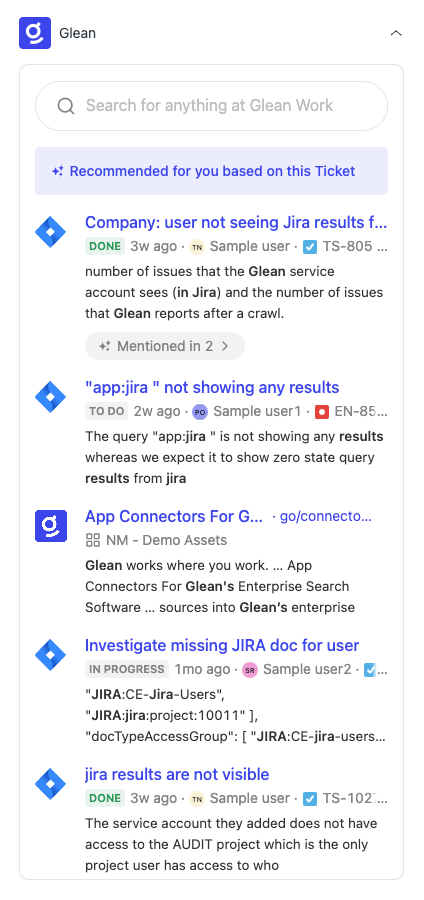 Glean
Search for anything at Glean Work
Recommended for you based on this Ticket
Company: user not seeing Jira results f...
DONE 3w ago · TN Sample user · TS-805 ...
number of issues that the Glean service
account sees (in Jira) and the number of issues
that Glean reports after a crawl.
Mentioned in 2
"app:jira " not showing any results
TO DO 2w ago · PO Sample user1 · EN-85...
The query "app:jira " is not showing any results
whereas we expect it to show zero state query
results from jira
App Connectors For G... · go/connecto...
NM - Demo Assets
Glean works where you work. ... App
Connectors For Glean's Enterprise Search
Software ... sources into Glean’s enterprise
Investigate missing JIRA doc for user
IN PROGRESS 1mo ago · SR Sample user2 · ...
"JIRA:CE-Jira-Users",
"JIRA:jira:project:10011" ],
"docTypeAccessGroup": [ "JIRA:CE-jira-users...
jira results are not visible
DONE 3w ago · TN Sample user · TS-102...
The service account they added does not have
access to the AUDIT project which is the only
project user has access to who